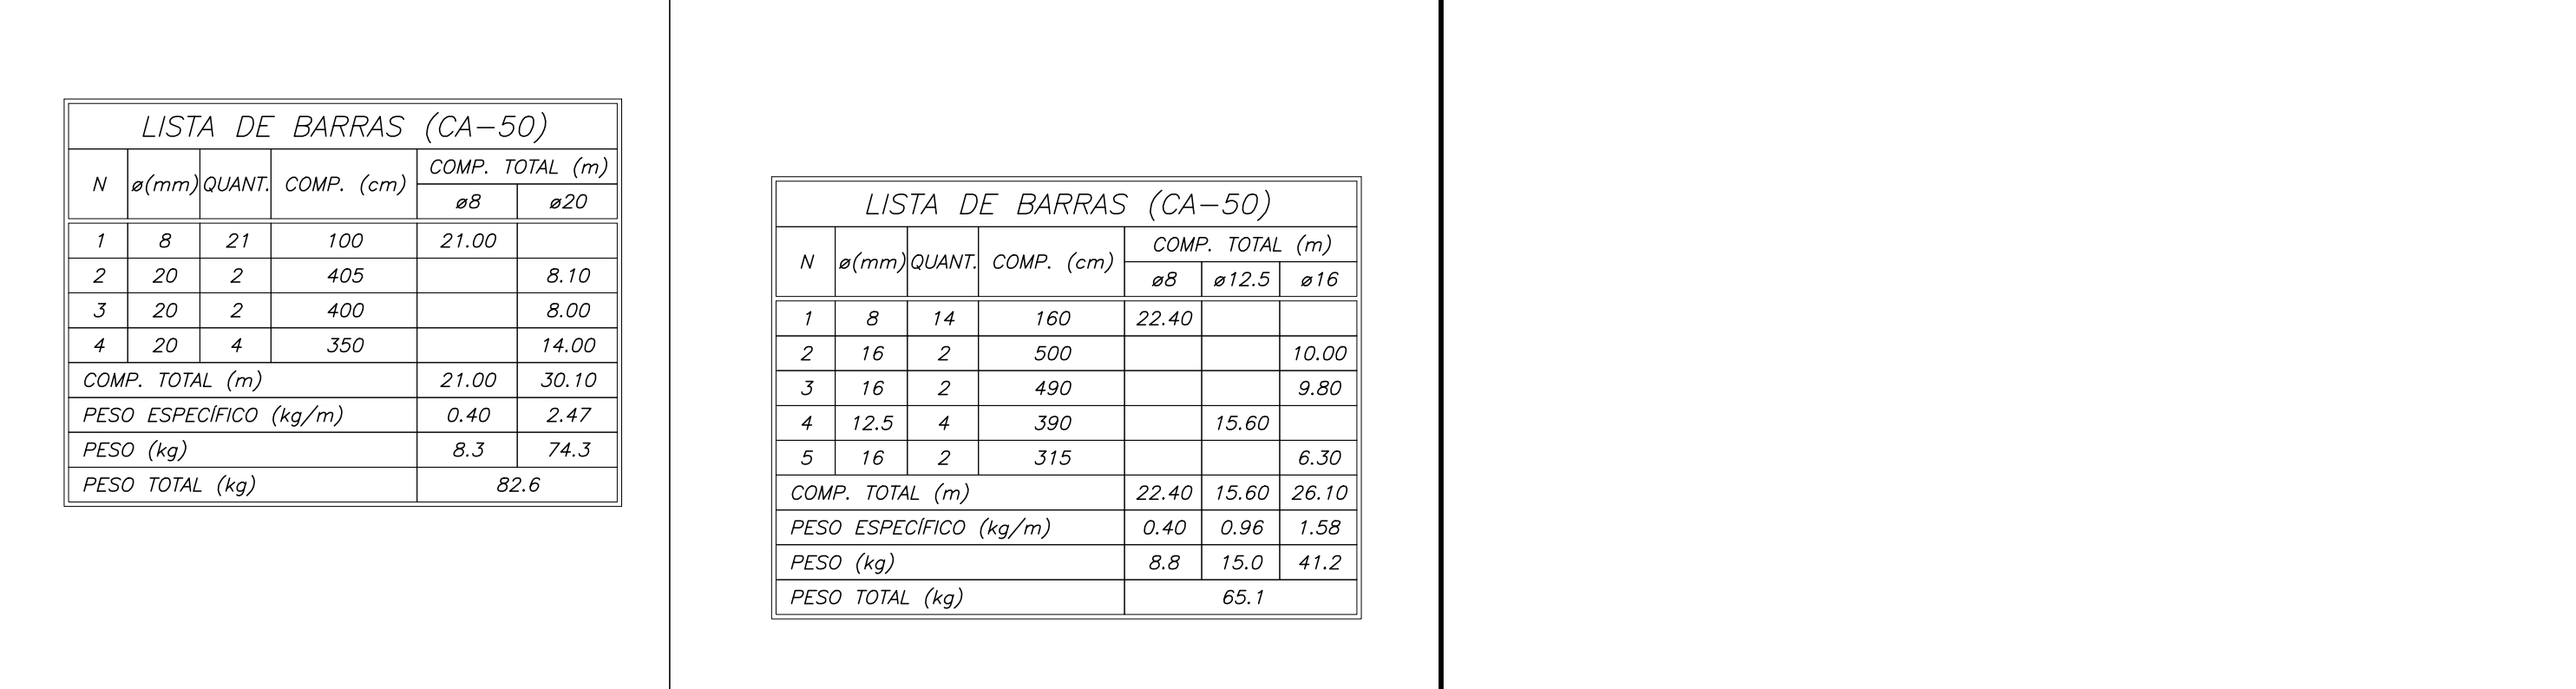 LISTA DE BARRAS (CA-50)
N ø(mm) QUANT. COMP. (cm) COMP. TOTAL (m)
ø8 ø20
1 8 21 100 21.00
2 20 2 405 8.10
3 20 2 400 8.00
4 20 4 350 14.00
COMP. TOTAL (m) 21.00 30.10
PESO ESPECÍFICO (kg/m) 0.40 2.47
PESO (kg) 8.3 74.3
PESO TOTAL (kg) 82.6
LISTA DE BARRAS (CA-50)
N ø(mm) QUANT. COMP. (cm) COMP. TOTAL (m)
ø8 ø12.5 ø16
1 8 14 160 22.40
2 16 2 500 10.00
3 16 2 490 9.80
4 12.5 4 390 15.60
5 16 2 315 6.30
COMP. TOTAL (m) 22.40 15.60 26.10
PESO ESPECÍFICO (kg/m) 0.40 0.96 1.58
PESO (kg) 8.8 15.0 41.2
PESO TOTAL (kg) 65.1